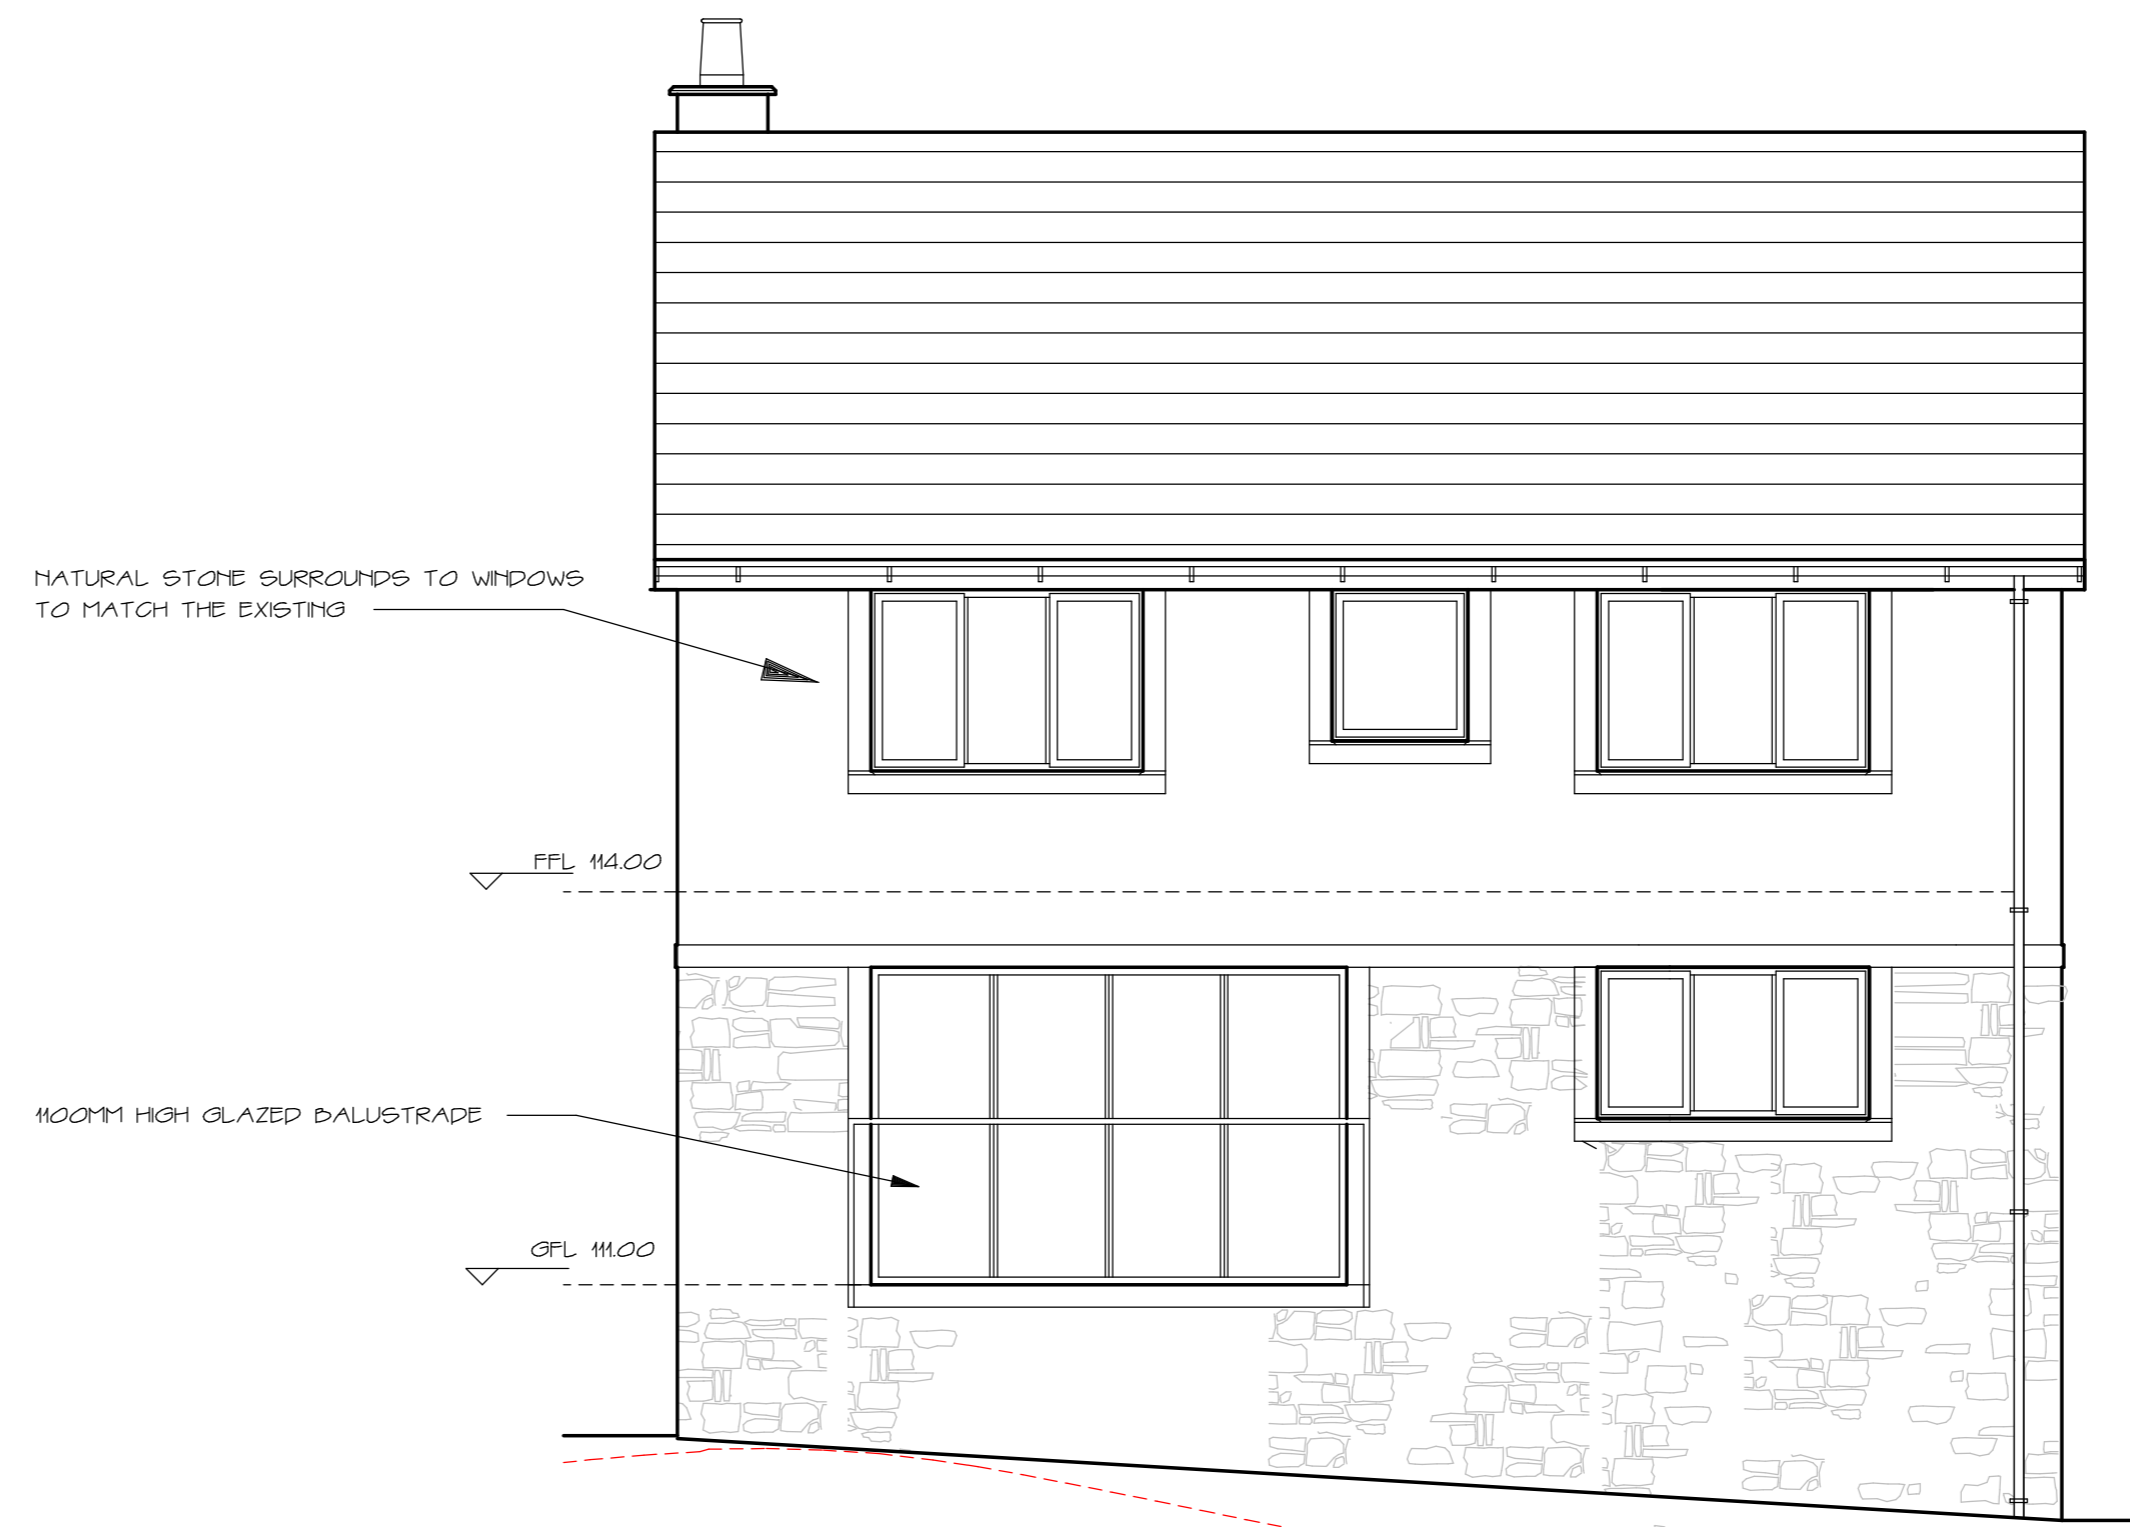 NATURAL STONE SURROUNDS TO WINDOWS
TO MATCH THE EXISTING
FFL 114.00
1100MM HIGH GLAZED BALUSTRADE
GFL 111.00